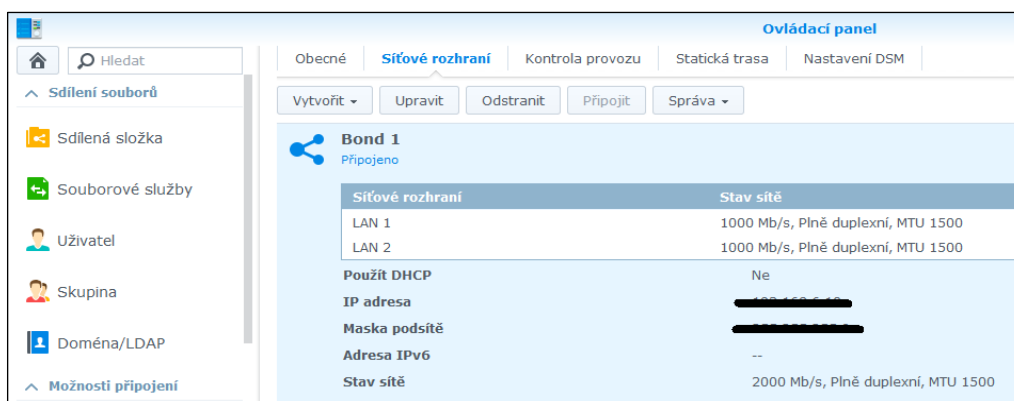 Ovládací panel
Hledat
Obecné Síťové rozhraní Kontrola provozu Statická trasa Nastavení DSM
Sdílení souborů
Vytvořit Upravit Odstranit Připojit Správa
Sdílená složka
Bond 1
Připojeno
Souborové služby
Síťové rozhraní Stav sítě
LAN 1 1000 Mb/s, Plně duplexní, MTU 1500
Uživatel
LAN 2 1000 Mb/s, Plně duplexní, MTU 1500
Použít DHCP Ne
Skupina
IP adresa
Maska podsítě
Doména/LDAP
Adresa IPv6 --
Možnosti připojení
Stav sítě 2000 Mb/s, Plně duplexní, MTU 1500